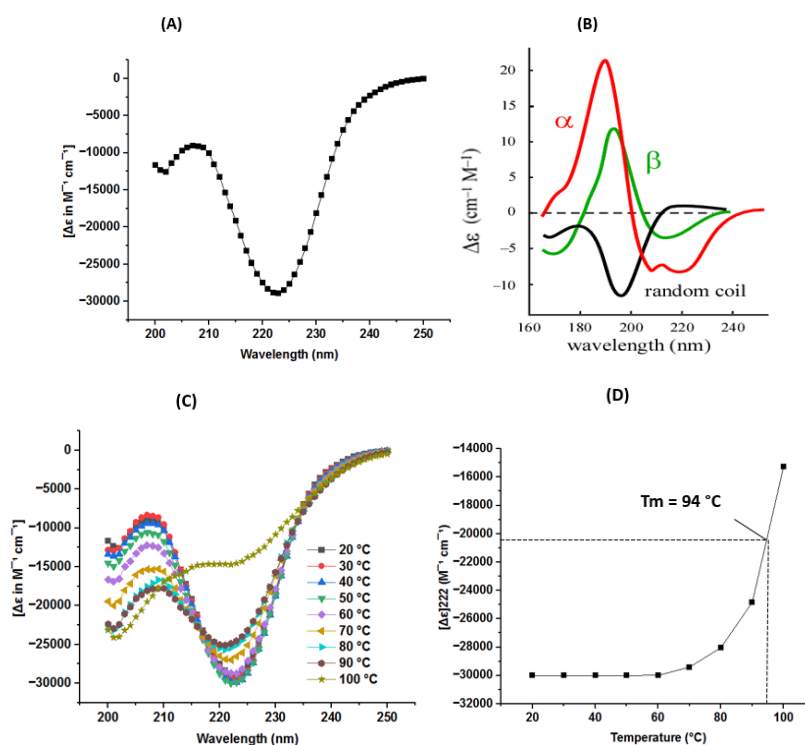 (A)
0
−5000
−10000
−15000
−20000
−25000
−30000
[Δε in M⁻¹ cm⁻¹]
200 210 220 230 240 250
Wavelength (nm)
(B)
20
15
10
5
0
−5
−10
Δε (cm⁻¹ M⁻¹)
α
β
random coil
160 180 200 220 240
wavelength (nm)
(C)
0
−5000
−10000
−15000
−20000
−25000
−30000
[Δε in M⁻¹ cm⁻¹]
20 °C
30 °C
40 °C
50 °C
60 °C
70 °C
80 °C
90 °C
100 °C
200 210 220 230 240 250
Wavelength (nm)
(D)
−14000
−16000
−18000
−20000
−22000
−24000
−26000
−28000
−30000
−32000
[Δε]222 (M⁻¹ cm⁻¹)
Tm = 94 °C
20 40 60 80 100
Temperature (°C)